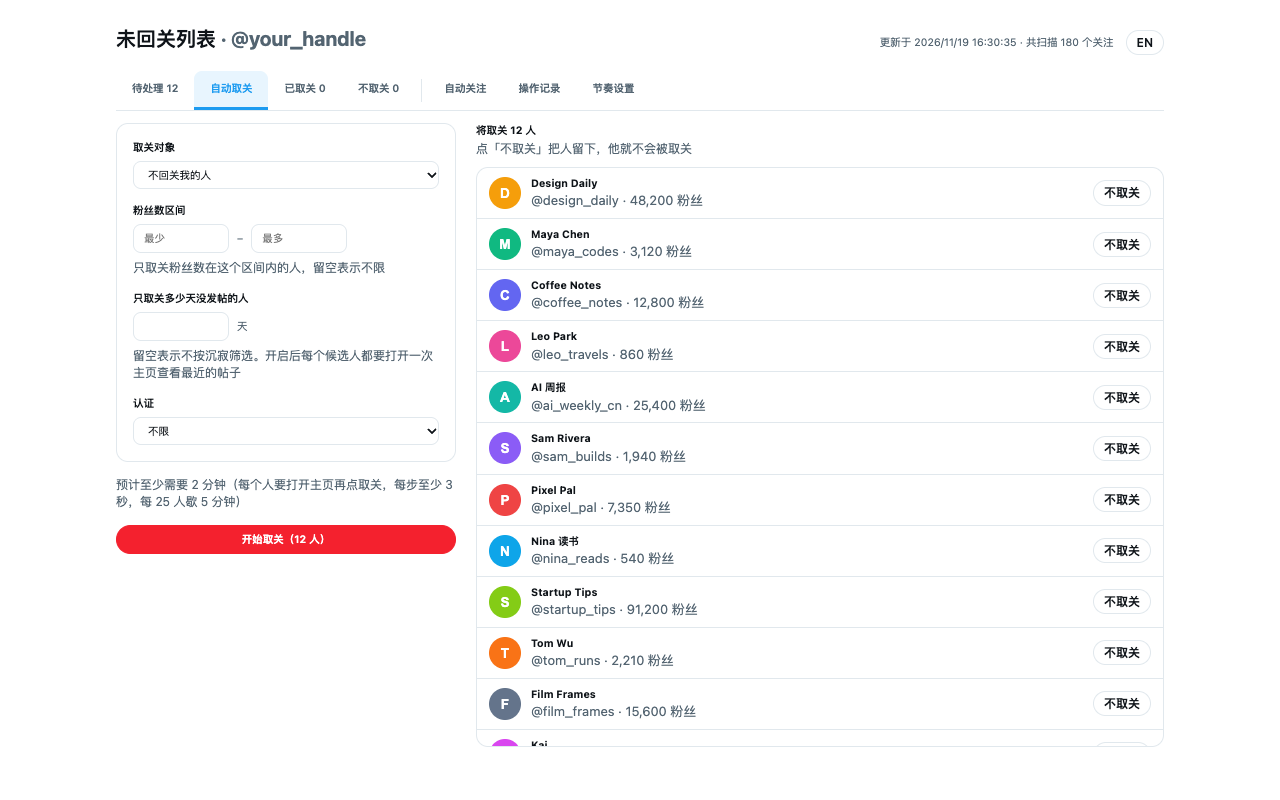 未回关列表 · @your_handle
更新于 2026/11/19 16:30:35 · 共扫描 180 个关注
EN
待处理 12
自动取关
已取关 0
不取关 0
自动关注
操作记录
节奏设置
取关对象
不回关我的人
粉丝数区间
最少 – 最多
只取关粉丝数在这个区间内的人，留空表示不限
只取关多少天没发帖的人
天
留空表示不按沉寂筛选。开启后每个候选人都要打开一次
主页查看最近的帖子
认证
不限
预计至少需要 2 分钟（每个人要打开主页再点取关，每步至少 3
秒，每 25 人歇 5 分钟）
开始取关（12 人）
将取关 12 人
点「不取关」把人留下，他就不会被取关
D
Design Daily
@design_daily · 48,200 粉丝
不取关
M
Maya Chen
@maya_codes · 3,120 粉丝
不取关
C
Coffee Notes
@coffee_notes · 12,800 粉丝
不取关
L
Leo Park
@leo_travels · 860 粉丝
不取关
A
AI 周报
@ai_weekly_cn · 25,400 粉丝
不取关
S
Sam Rivera
@sam_builds · 1,940 粉丝
不取关
P
Pixel Pal
@pixel_pal · 7,350 粉丝
不取关
N
Nina 读书
@nina_reads · 540 粉丝
不取关
S
Startup Tips
@startup_tips · 91,200 粉丝
不取关
T
Tom Wu
@tom_runs · 2,210 粉丝
不取关
F
Film Frames
@film_frames · 15,600 粉丝
不取关
Kai